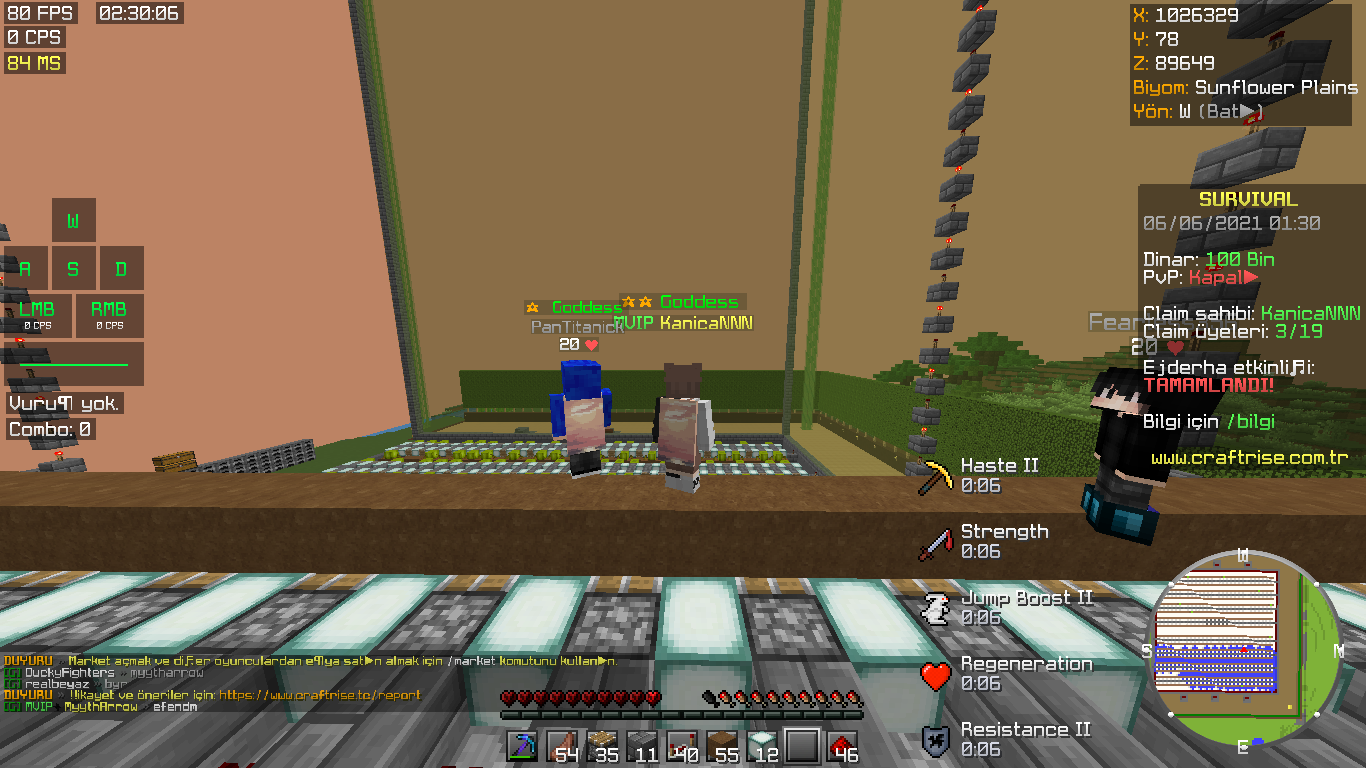 80 FPS 02:30:06
0 CPS
84 MS
X: 1026329
Y: 78
Z: 89649
Biyom: Sunflower Plains
Yön: W (Bat▶)
W
A S D
LMB RMB
0 CPS 0 CPS
Vuru¶ yok.
Combo: 0
SURVIVAL
06/06/2021 01:30
Dinar: 100 Bin
PvP: Kapal▶
Claim sahibi: KanicaNNN
Claim üyeleri: 3/19
Ejderha etkinli♬i:
TAMAMLANDI!
Bilgi için /bilgi
www.craftrise.com.tr
Goddess
PanTitanick
20
Goddess
MVIP KanicaNNN
20
Haste II
0:06
Strength
0:06
Jump Boost II
0:06
Regeneration
0:06
Resistance II
0:06
DUYURU » Market açmak ve di♬er oyunculardan e¶ya sat▶n almak için /market komutunu kullan▶n.
[G] DuckyFighters » myytharrow
[G] realbeyaz » byr
DUYURU » !ikayet ve öneriler için: https://www.craftrise.tc/report
[G] MVIP MyythArrow » efendm
54 35 11 40 55 12 46
W
S M
E